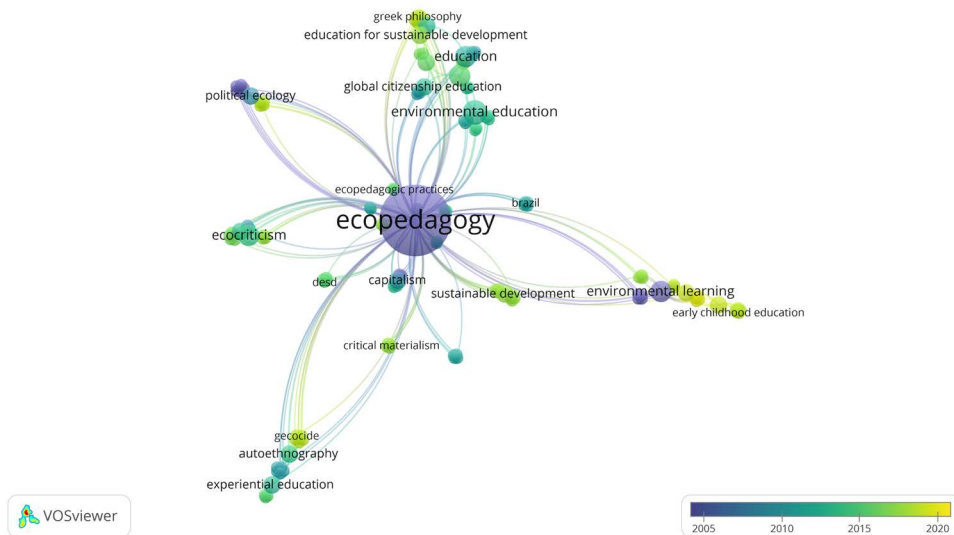 greek philosophy
education for sustainable development
education
global citizenship education
political ecology
environmental education
ecopedagogic practices
brazil
ecopedagogy
ecocriticism
desd
capitalism
sustainable development
environmental learning
early childhood education
critical materialism
gecocide
autoethnography
experiential education
VOSviewer
2005 2010 2015 2020